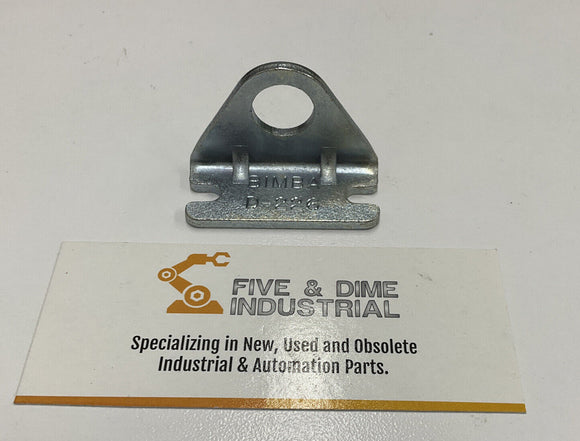 BIMBA
D-226
FIVE & DIME
INDUSTRIAL
Specializing in New, Used and Obsolete
Industrial & Automation Parts.